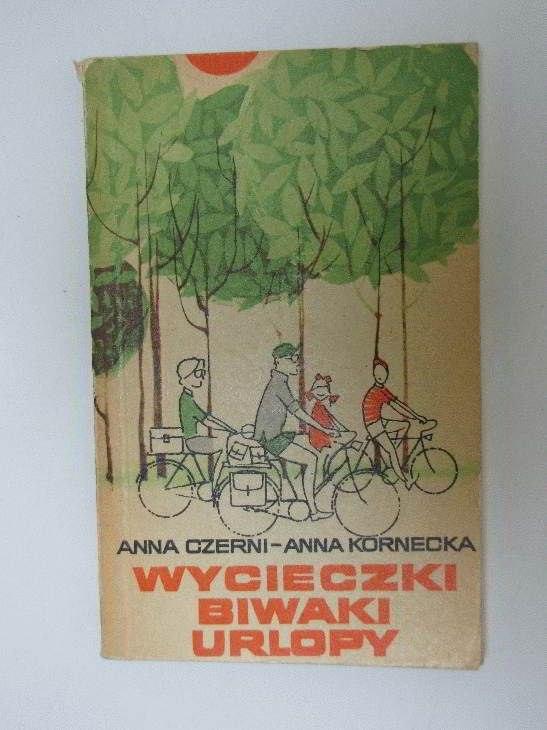 ANNA CZERNI-ANNA KORNECKA
WYCIECZKI
BIWAKI
URLOPY